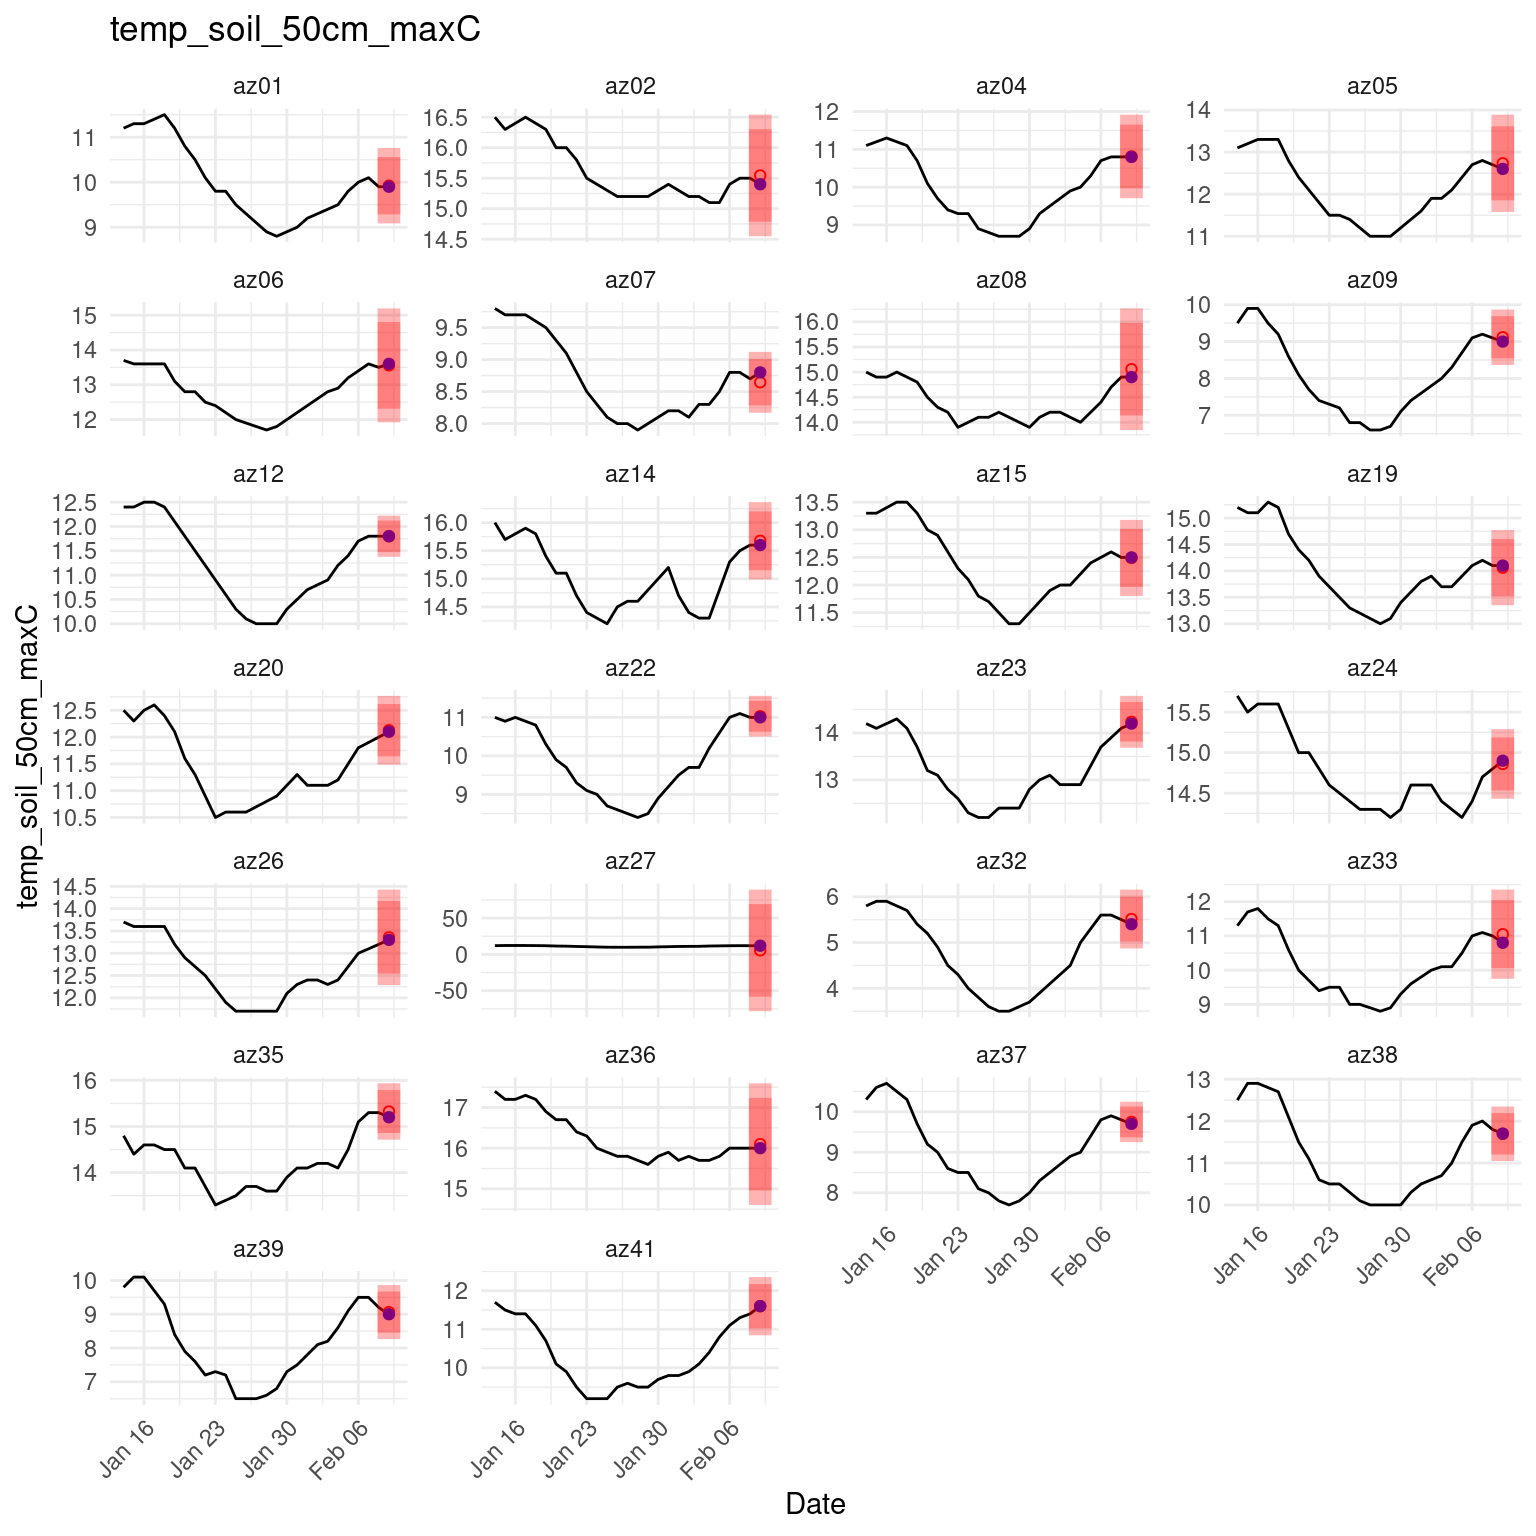 temp_soil_50cm_maxC
az01 az02 az04 az05
11 10 9
16.5 16.0 15.5 15.0 14.5
12 11 10 9
14 13 12 11
az06 az07 az08 az09
15 14 13 12
9.5 9.0 8.5 8.0
16.0 15.5 15.0 14.5 14.0
10 9 8 7
az12 az14 az15 az19
12.5 12.0 11.5 11.0 10.5 10.0
16.0 15.5 15.0 14.5
13.5 13.0 12.5 12.0 11.5
15.0 14.5 14.0 13.5 13.0
az20 az22 az23 az24
12.5 12.0 11.5 11.0 10.5
11 10 9
14 13
15.5 15.0 14.5
az26 az27 az32 az33
14.5 14.0 13.5 13.0 12.5 12.0
50 0 -50
6 5 4
12 11 10 9
az35 az36 az37 az38
16 15 14
17 16 15
10 9 8
13 12 11 10
Jan 16 Jan 23 Jan 30 Feb 06
Jan 16 Jan 23 Jan 30 Feb 06
az39 az41
10 9 8 7
12 11 10
Jan 16 Jan 23 Jan 30 Feb 06
Jan 16 Jan 23 Jan 30 Feb 06
temp_soil_50cm_maxC
Date